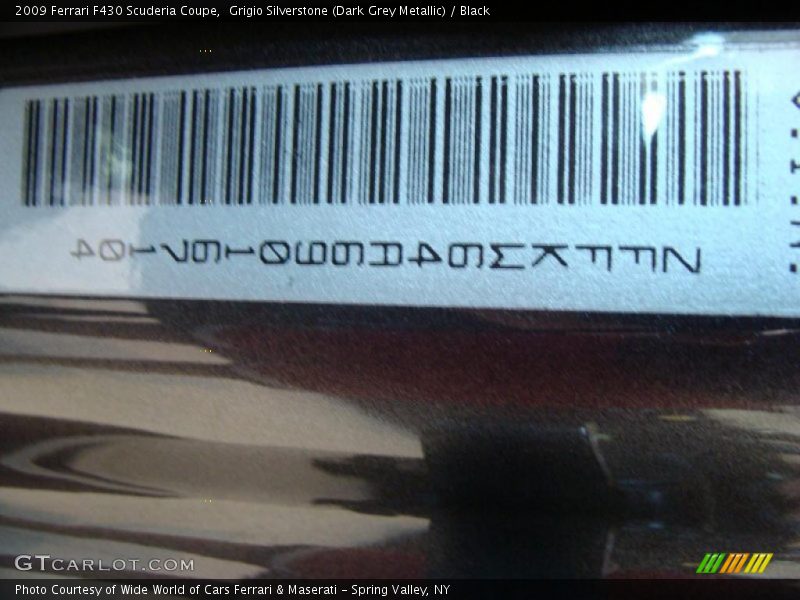 2009 Ferrari F430 Scuderia Coupe, Grigio Silverstone (Dark Grey Metallic) / Black
V.I.N.
ZFFKW64A690167104
GTCARLOT.COM
Photo Courtesy of Wide World of Cars Ferrari & Maserati - Spring Valley, NY